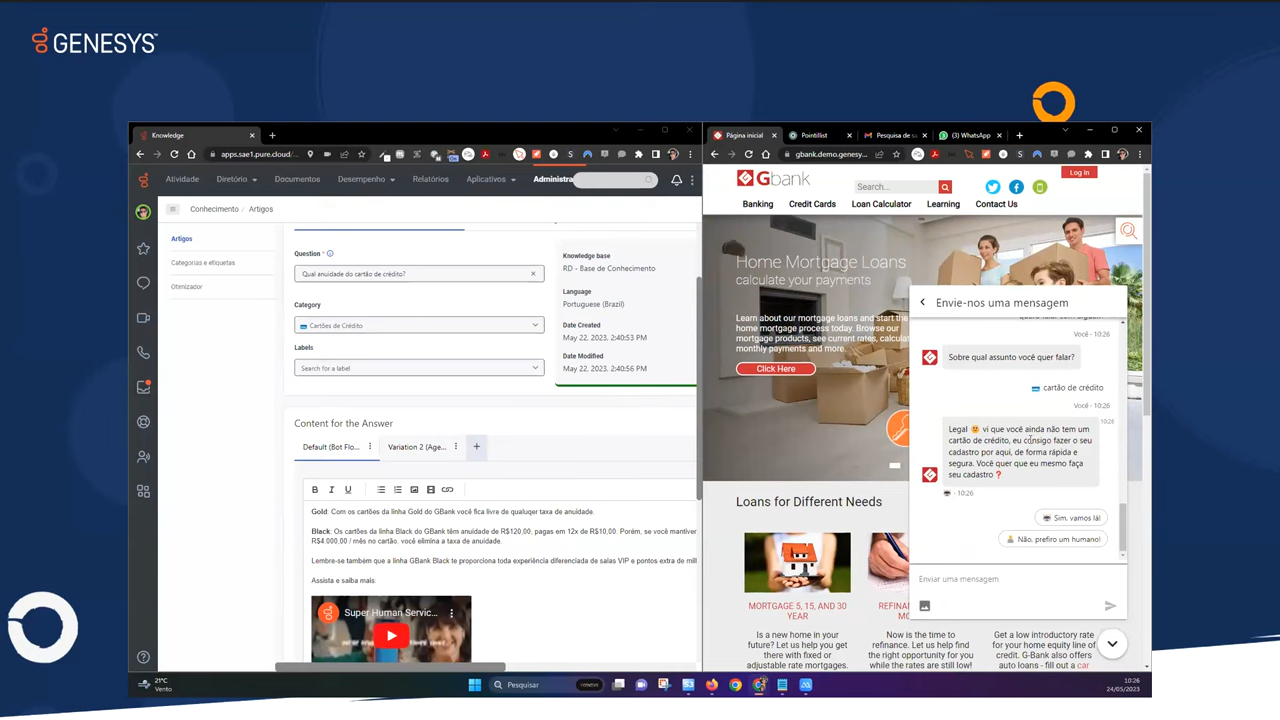 GENESYS™
Knowledge
Página inicial
Pointillist
Pesquisa de sa
(3) WhatsApp
apps.sae1.pure.cloud/
gbank.demo.genesy...
Atividade
Diretório
Documentos
Desempenho
Relatórios
Aplicativos
Administra
Conhecimento / Artigos
Artigos
Categorias e etiquetas
Otimizador
Question *
Qual anuidade do cartão de crédito?
Category
Cartões de Crédito
Labels
Search for a label
Knowledge base
RD - Base de Conhecimento
Language
Portuguese (Brazil)
Date Created
May 22, 2023, 2:40:53 PM
Date Modified
May 22, 2023, 2:40:56 PM
Content for the Answer
Default (Bot Flo...
Variation 2 (Age...
B I U
Gold: Com os cartões da linha Gold do GBank você fica livre de qualuqer taxa de anuidade.
Black: Os cartões da linha Black do GBank têm anuidade de R$120,00, pagas em 12x de R$10,00. Porém, se você mantiver
R$4.000,00 / mês no cartão, você elimina a taxa de anuidade.
Lembre-se também que a linha GBank Black te proporciona toda experiência diferenciada de salas VIP e pontos extra de mill
Assista e saiba mais:
Super Human Servic...
Gbank
Search...
Log In
Banking
Credit Cards
Loan Calculator
Learning
Contact Us
Home Mortgage Loans
calculate your payments
Learn about our mortgage loans and start the
home mortgage process today. Browse our
mortgage products, see current rates, calcula
monthly payments and more.
Click Here
Loans for Different Needs
MORTGAGE 5, 15, AND 30
YEAR
Is a new home in your
future? Let us help you
get there with fixed or
adjustable rate mortgages.
REFINA
MO
Now is the time to
refinance. Let us help find
the right opportunity for you
while the rates are still low!
Get a low introductory rate
for your home equity line of
credit. G-Bank also offers
auto loans - fill out a car
Envie-nos uma mensagem
Você - 10:26
Sobre qual assunto você quer falar?
cartão de crédito
Você - 10:26
10:26
Legal 🙂 vi que você ainda não tem um
cartão de crédito, eu consigo fazer o seu
cadastro por aqui, de forma rápida e
segura. Você quer que eu mesmo faça
seu cadastro ❓
- 10:26
Sim, vamos lá!
Não, prefiro um humano!
Enviar uma mensagem
21°C
Vento
Pesquisar
10:26
24/05/2023